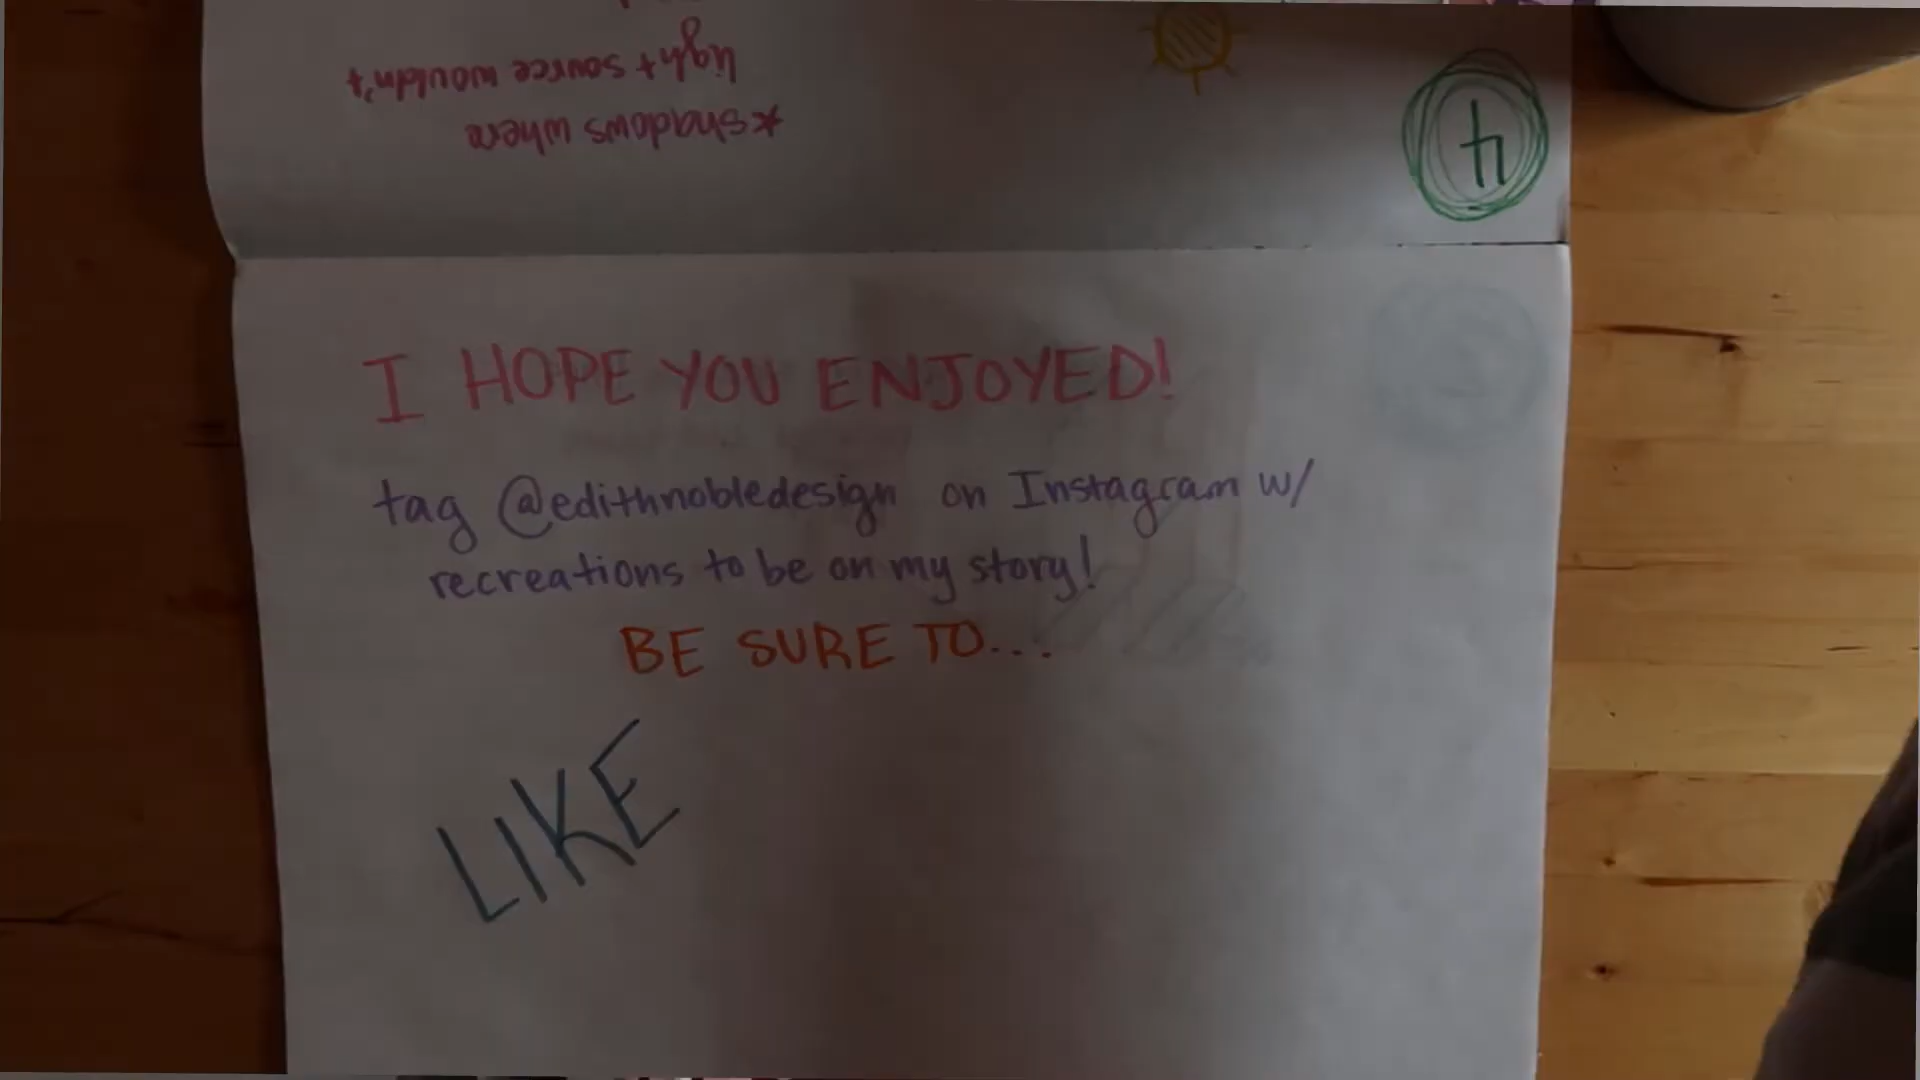 *shadows where
light source wouldn't
4
I HOPE YOU ENJOYED!
tag @edithnobledesign on Instagram w/
recreations to be on my story!
BE SURE TO...
LIKE